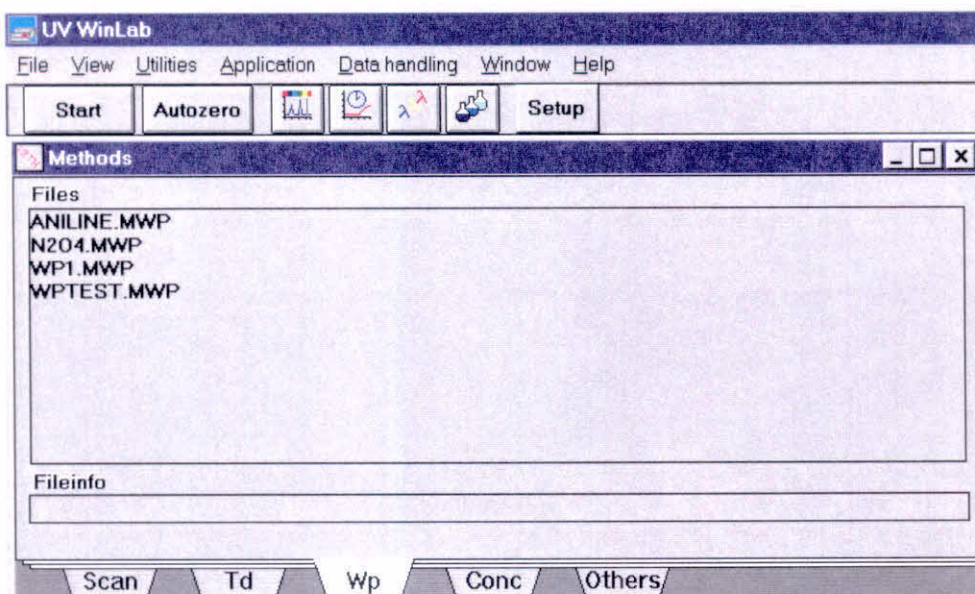 UV WinLab
File View Utilities Application Data handling Window Help
Start Autozero λ λ Setup
Methods
Files
ANILINE.MWP
N2O4.MWP
WP1.MWP
WPTEST.MWP
Fileinfo
Scan Td Wp Conc Others